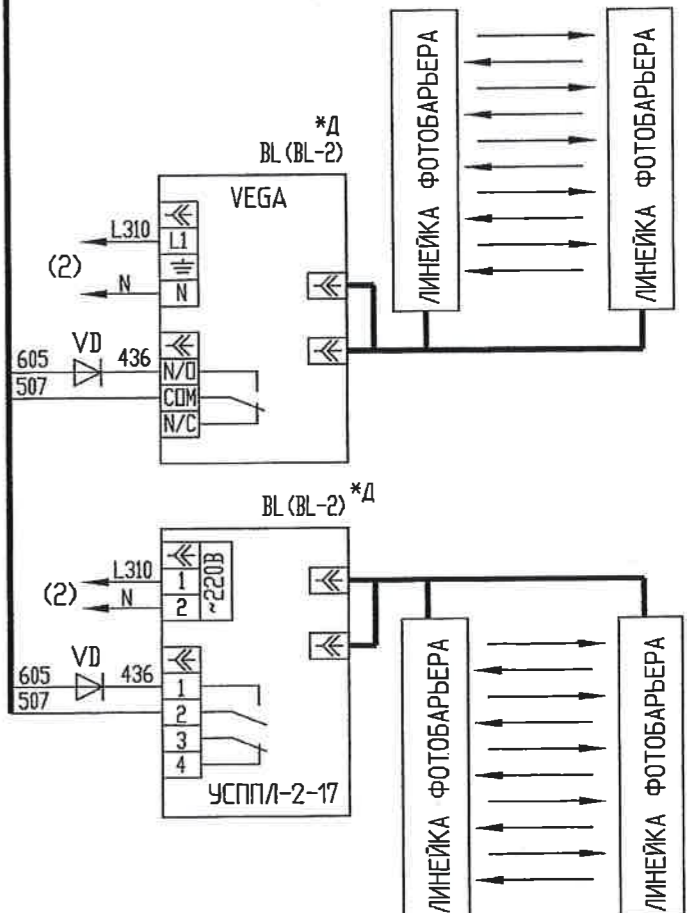 *Д
BL (BL-2)
VEGA
L310
L1
(2)
N
N
605
VD
436
N/O
507
COM
N/C
ЛИНЕЙКА ФОТОБАРЬЕРА
ЛИНЕЙКА ФОТОБАРЬЕРА
BL (BL-2) *Д
L310
1
~220В
(2)
N
2
605
VD
436
1
507
2
3
4
УСППЛ-2-17
ЛИНЕЙКА ФОТОБАРЬЕРА
ЛИНЕЙКА ФОТОБАРЬЕРА